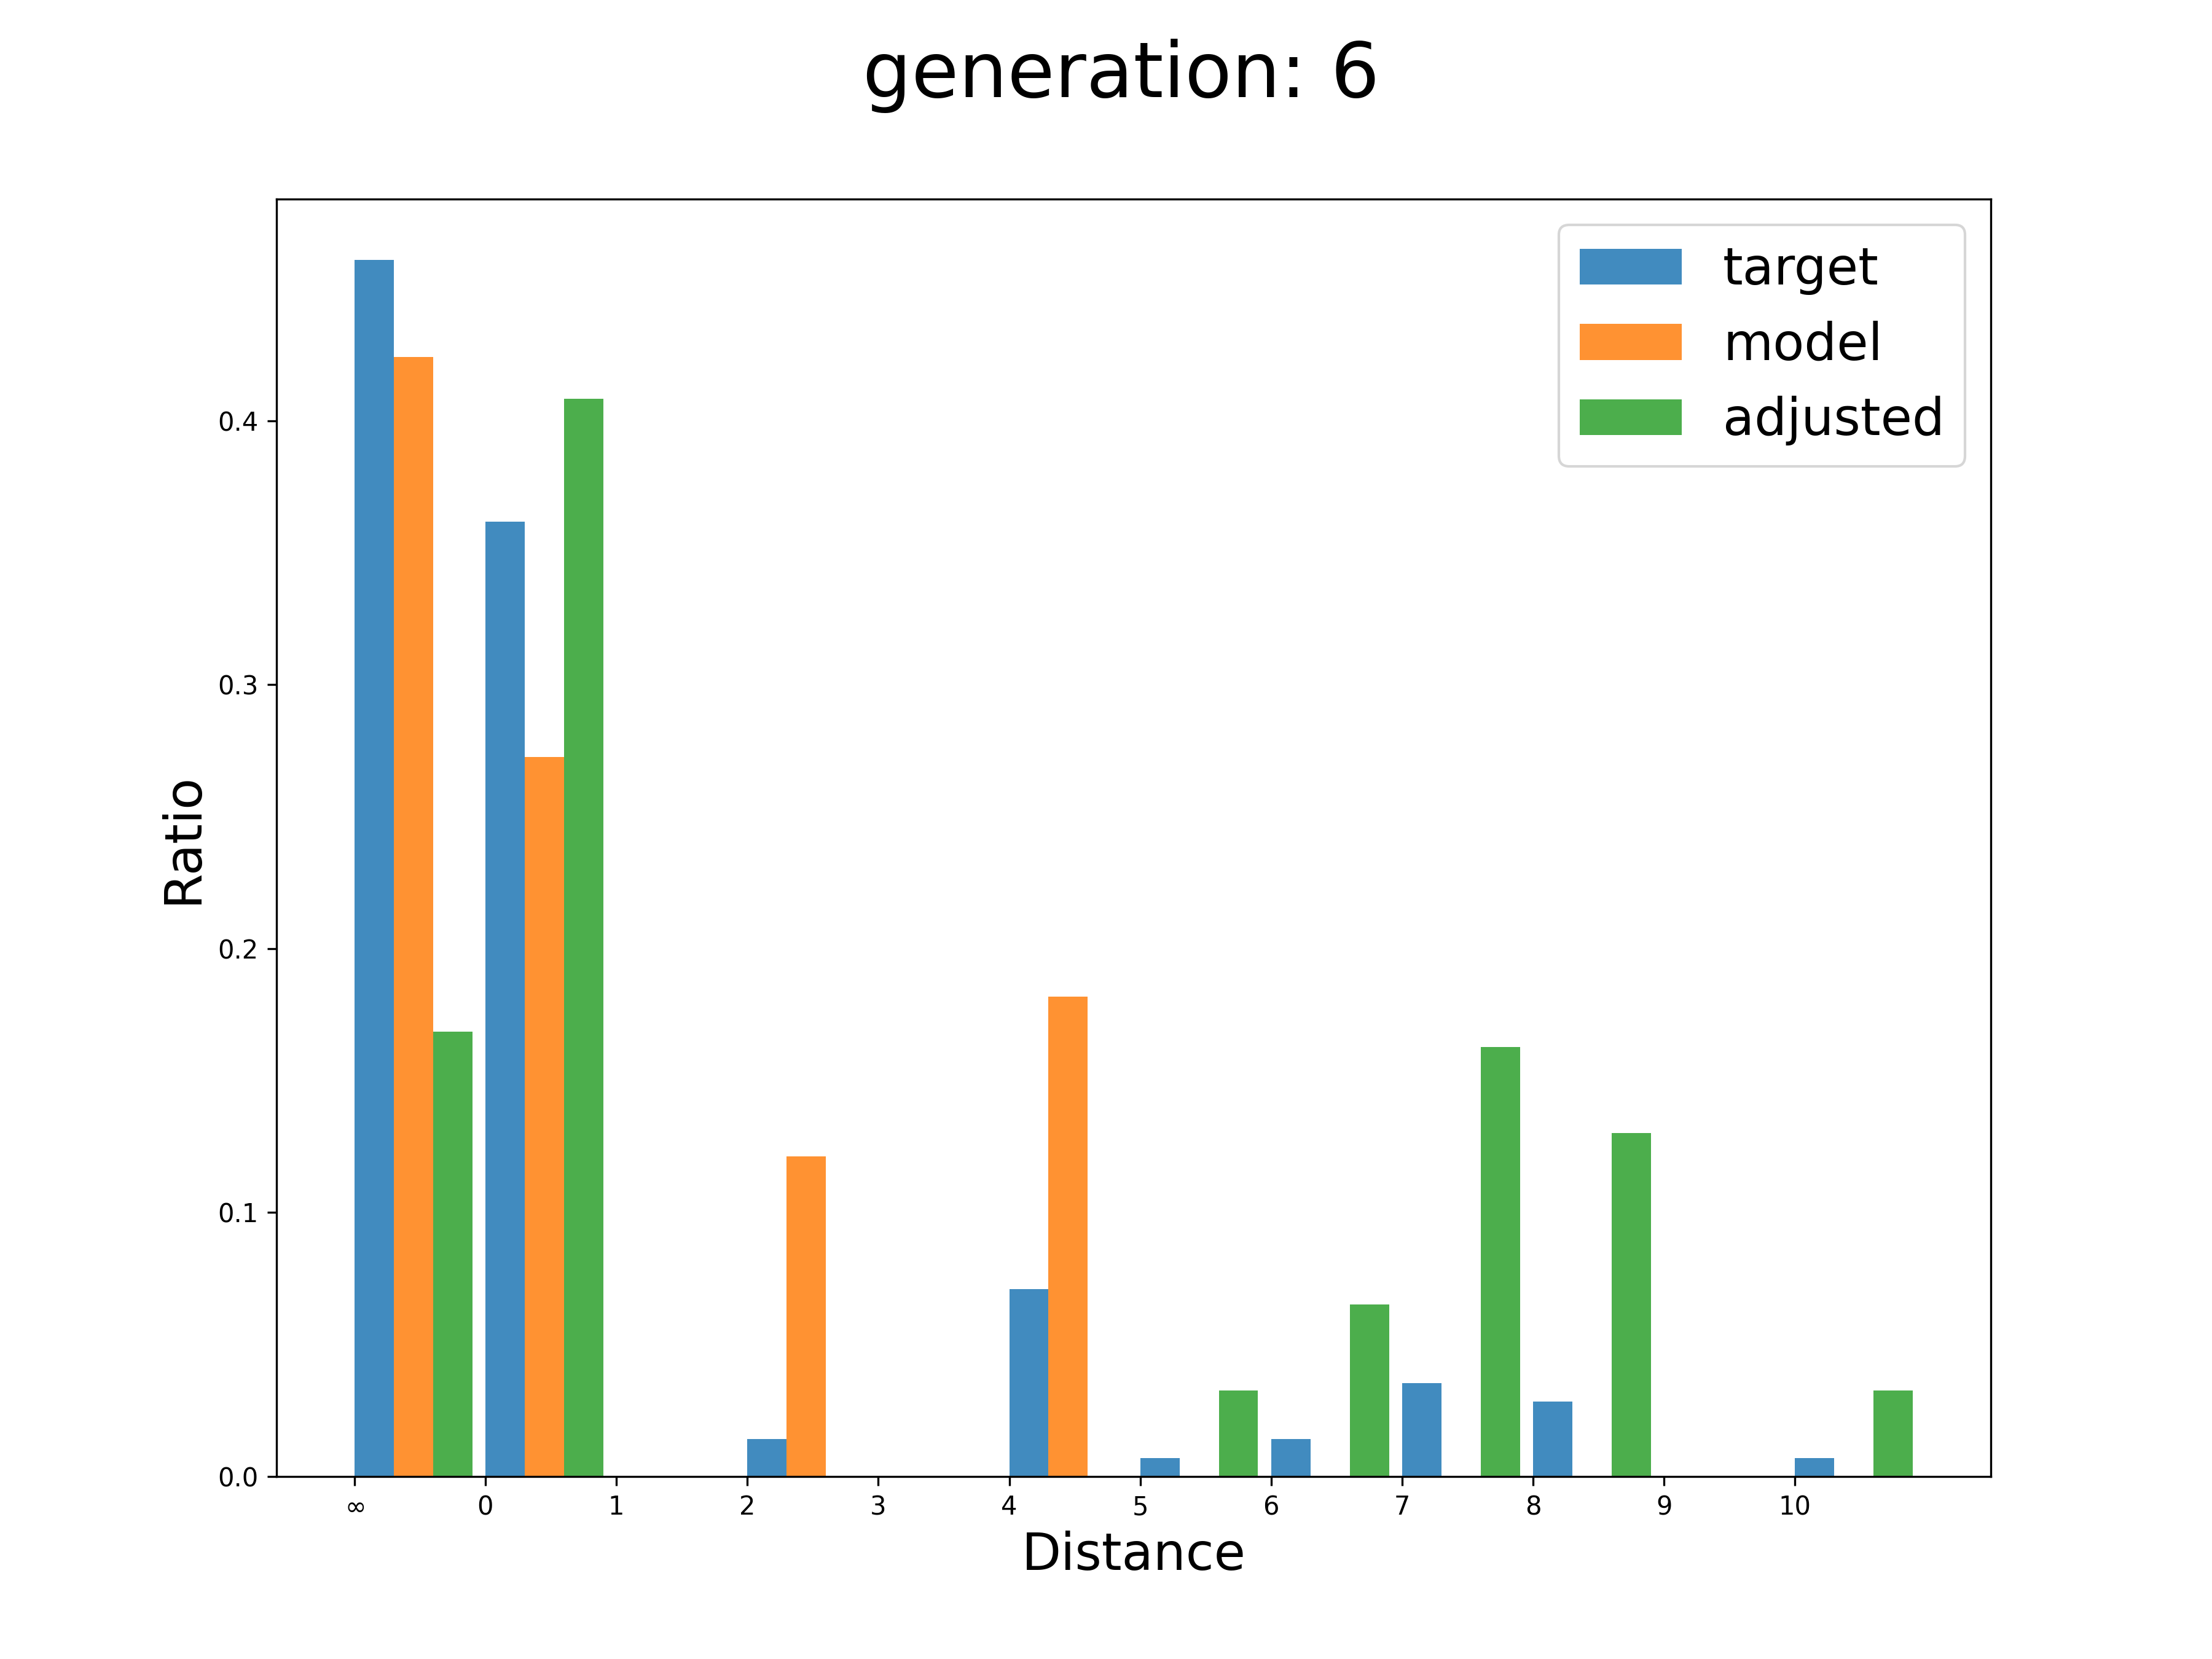 generation: 6
target
model
adjusted
Ratio
0.4
0.3
0.2
0.1
0.0
∞ 0 1 2 3 4 5 6 7 8 9 10
Distance